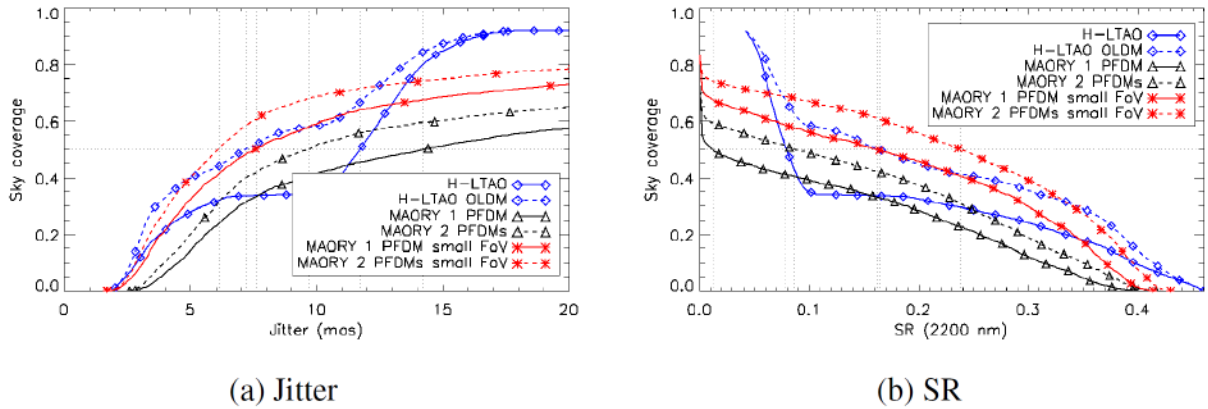 1.0
0.8
0.6
0.4
0.2
0.0
Sky coverage
H-LTAO
H-LTAO OLDM
MAORY 1 PFDM
MAORY 2 PFDMs
MAORY 1 PFDM small FoV
MAORY 2 PFDMs small FoV
0 5 10 15 20
Jitter (mas)
(a) Jitter
1.0
0.8
0.6
0.4
0.2
0.0
Sky coverage
H-LTAO
H-LTAO OLDM
MAORY 1 PFDM
MAORY 2 PFDMs
MAORY 1 PFDM small FoV
MAORY 2 PFDMs small FoV
0.0 0.1 0.2 0.3 0.4
SR (2200 nm)
(b) SR